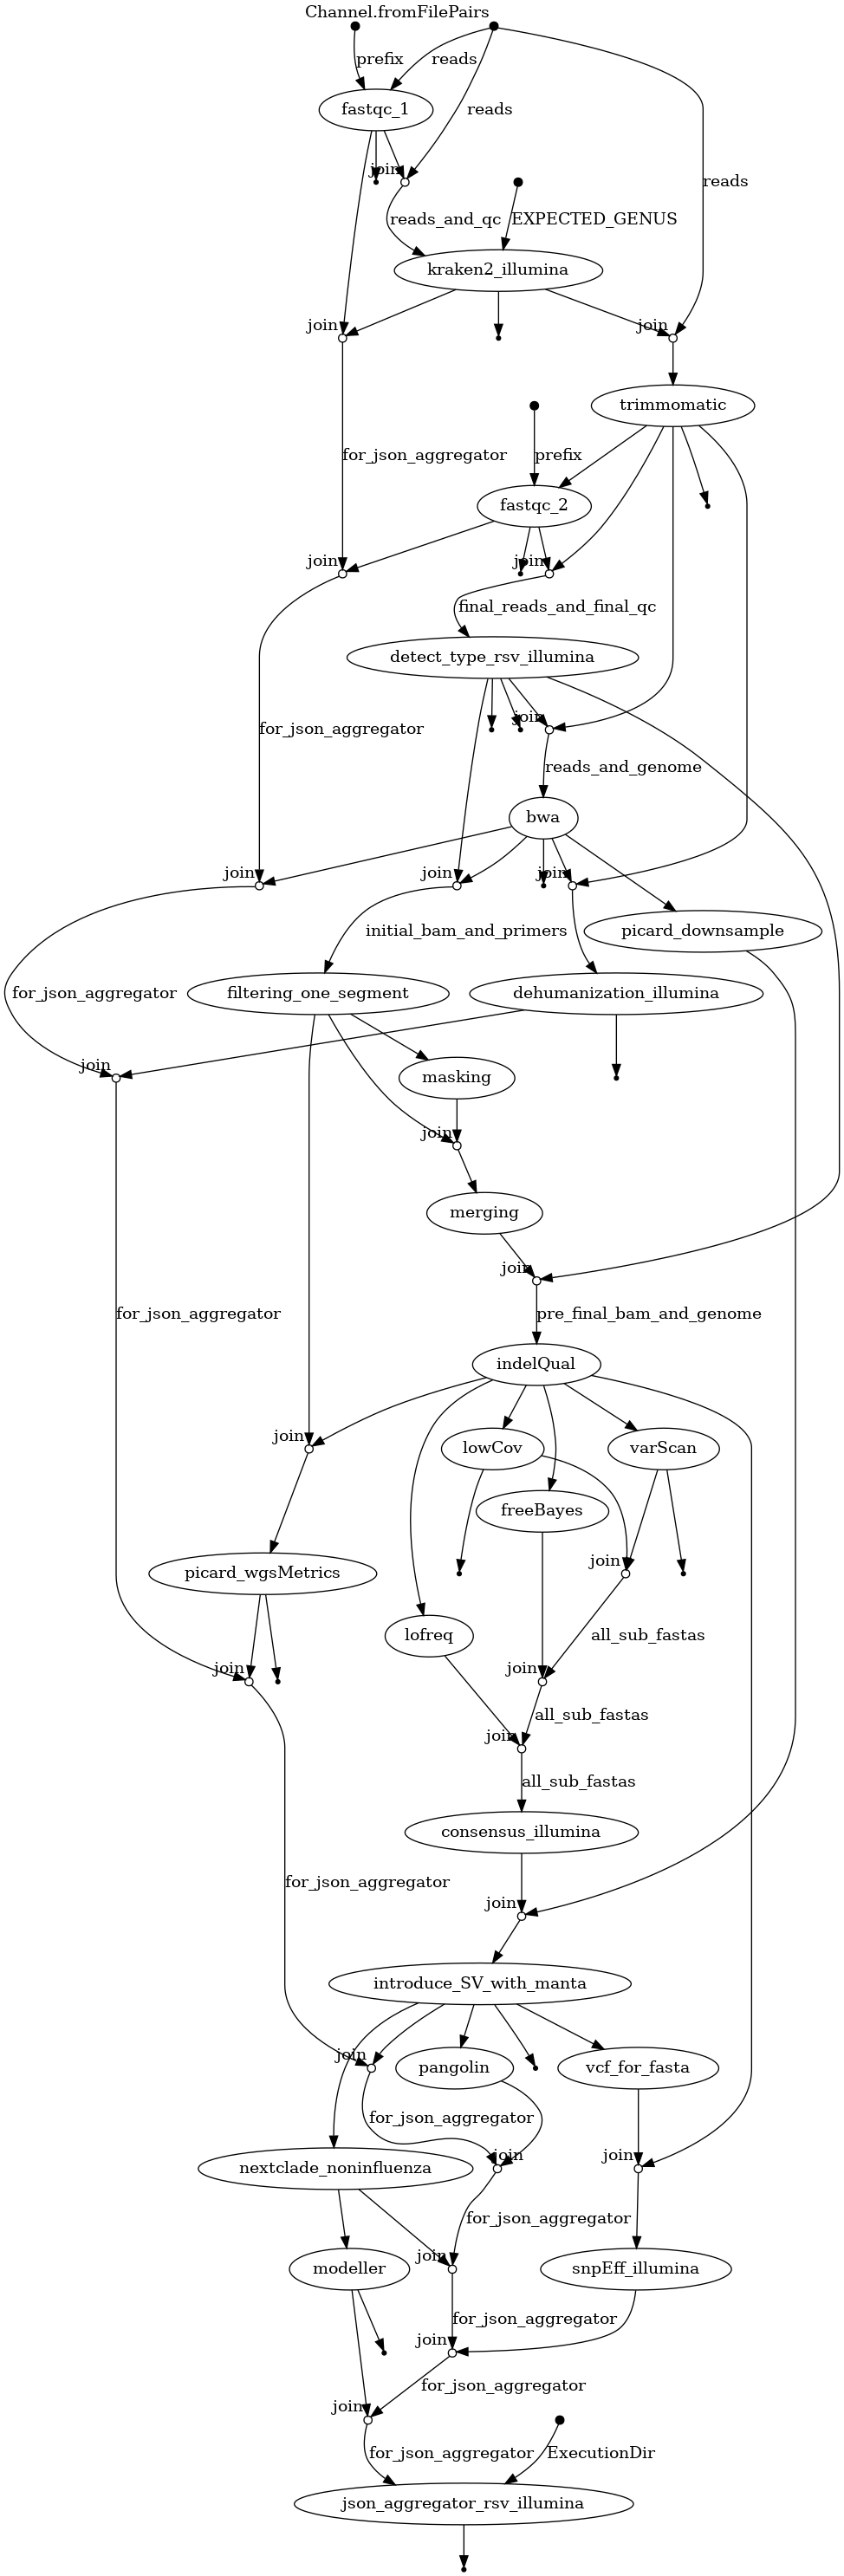 Channel.fromFilePairs
prefix
reads
fastqc_1
reads
join
reads
reads_and_qc
EXPECTED_GENUS
kraken2_illumina
join
join
trimmomatic
for_json_aggregator
prefix
fastqc_2
join
join
final_reads_and_final_qc
detect_type_rsv_illumina
join
for_json_aggregator
reads_and_genome
bwa
join
join
join
initial_bam_and_primers
picard_downsample
for_json_aggregator
filtering_one_segment
dehumanization_illumina
join
masking
join
merging
join
for_json_aggregator
pre_final_bam_and_genome
indelQual
join
lowCov
varScan
freeBayes
join
picard_wgsMetrics
lofreq
all_sub_fastas
join
join
all_sub_fastas
join
all_sub_fastas
consensus_illumina
for_json_aggregator
join
introduce_SV_with_manta
join
pangolin
vcf_for_fasta
for_json_aggregator
join
join
nextclade_noninfluenza
for_json_aggregator
join
modeller
snpEff_illumina
for_json_aggregator
join
for_json_aggregator
join
for_json_aggregator
ExecutionDir
json_aggregator_rsv_illumina